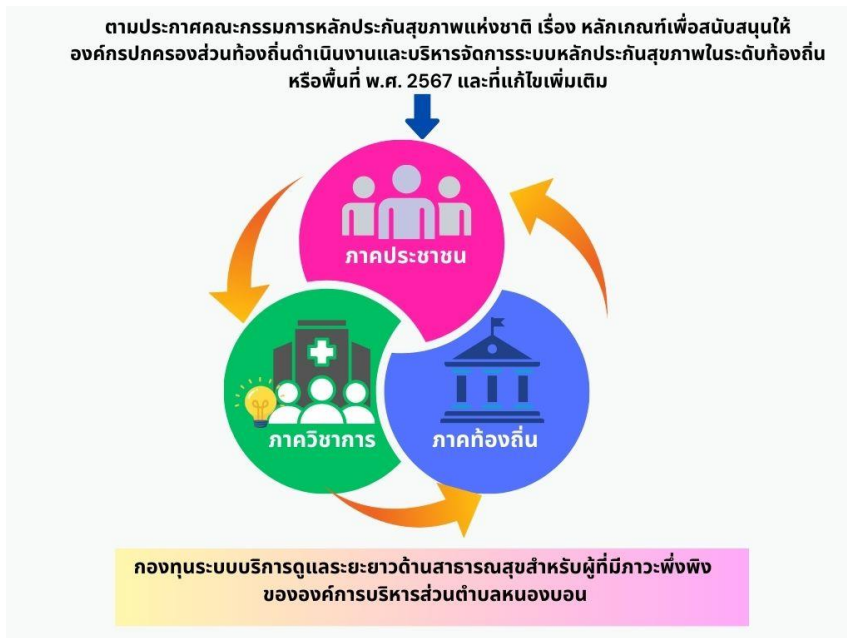 ตามประกาศคณะกรรมการหลักประกันสุขภาพแห่งชาติ เรื่อง หลักเกณฑ์เพื่อสนับสนุนให้
องค์กรปกครองส่วนท้องถิ่นดำเนินงานและบริหารจัดการระบบหลักประกันสุขภาพในระดับท้องถิ่น
หรือพื้นที่ พ.ศ. 2567 และที่แก้ไขเพิ่มเติม
ภาคประชาชน
ภาควิชาการ
ภาคท้องถิ่น
กองทุนระบบบริการดูแลระยะยาวด้านสาธารณสุขสำหรับผู้ที่มีภาวะพึ่งพิง
ขององค์การบริหารส่วนตำบลหนองบอน